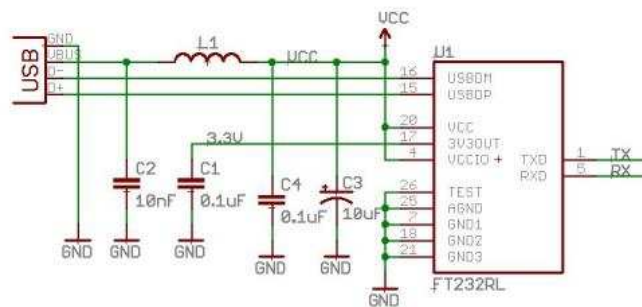 VCC
GND
VBUS
D-
D+
USB
L1
VCC
U1
16
15
USBDM
USBDP
20
17
4
VCC
3V3OUT
VCCIO +
3.3V
TXD
RXD
1
5
TX
RX
C2
10nF
C1
0.1uF
C4
0.1uF
C3
10uF
26
25
7
18
21
TEST
AGND
GND1
GND2
GND3
GND
GND
GND
GND
GND
GND
FT232RL